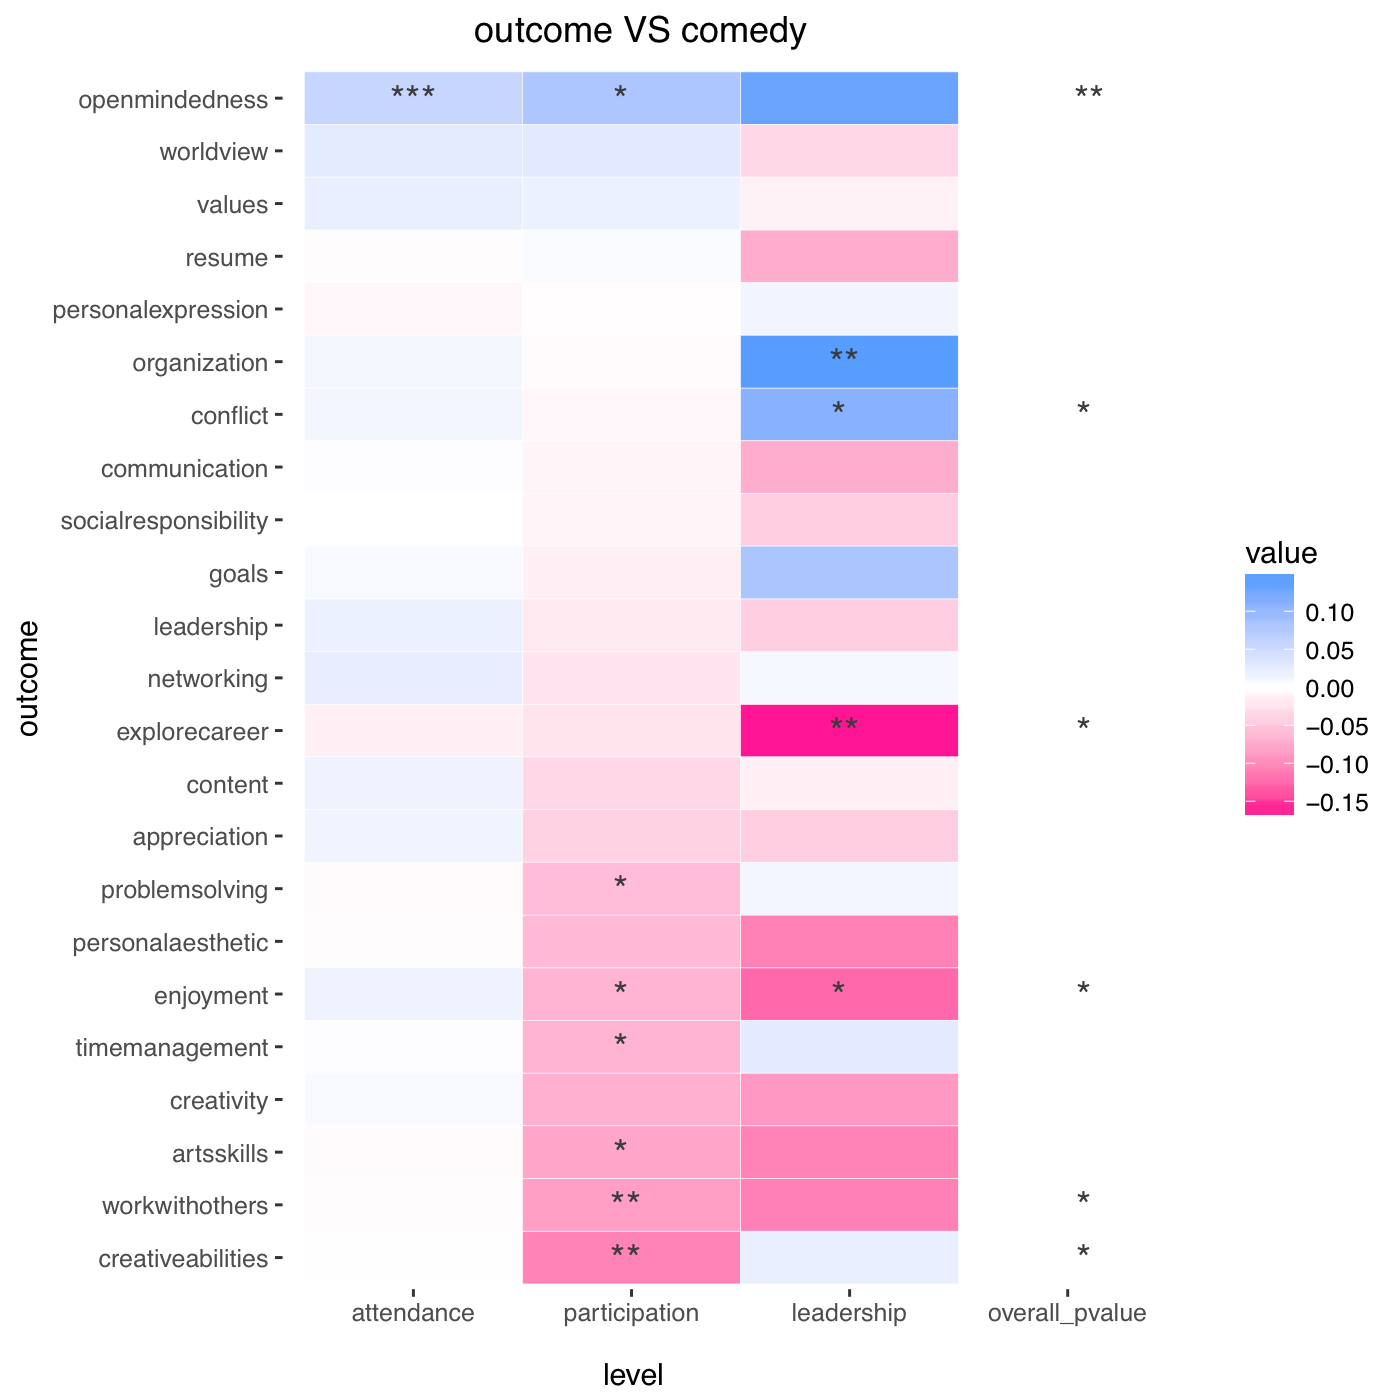 outcome VS comedy
openmindedness
*** * **
worldview
values
resume
personalexpression
organization
**
conflict
* *
communication
socialresponsibility
goals
leadership
networking
explorecareer
** *
content
appreciation
problemsolving
*
personalaesthetic
enjoyment
* * *
timemanagement
*
creativity
artsskills
*
workwithothers
** *
creativeabilities
** *
outcome
attendance participation leadership overall_pvalue
level
value
0.10
0.05
0.00
−0.05
−0.10
−0.15